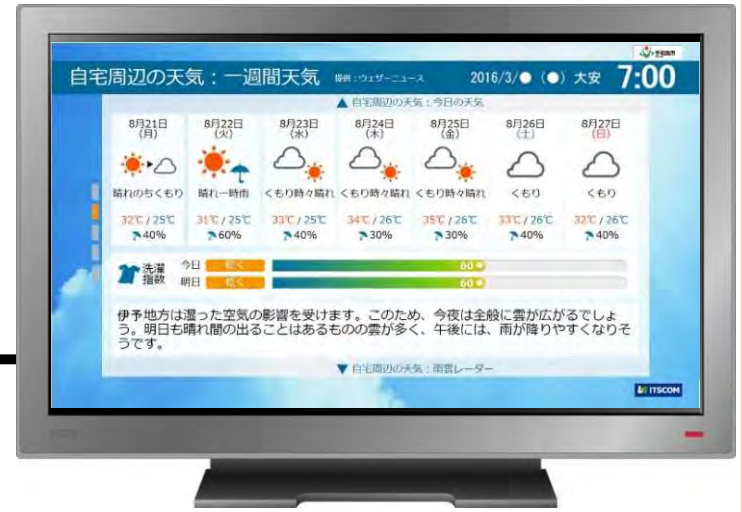 自宅周辺の天気：一週間天気 提供：ウェザーニュース 2016/3/●（●）大安 7:00
▲ 自宅周辺の天気：今日の天気
8月21日 8月22日 8月23日 8月24日 8月25日 8月26日 8月27日
(月) (火) (水) (木) (金) (土) (日)
晴れのちくもり 晴れ一時雨 くもり時々晴れ くもり時々晴れ くもり時々晴れ くもり くもり
32℃/25℃ 31℃/25℃ 33℃/25℃ 34℃/26℃ 35℃/26℃ 33℃/26℃ 32℃/26℃
40% 60% 40% 30% 30% 40% 40%
洗濯指数
今日 乾く 60
明日 乾く 60
伊予地方は湿った空気の影響を受けます。このため、今夜は全般に雲が広がるでしょ
う。明日も晴れ間の出ることはあるものの雲が多く、午後には、雨が降りやすくなりそ
うです。
▼ 自宅周辺の天気：雨雲レーダー
ITSCOM